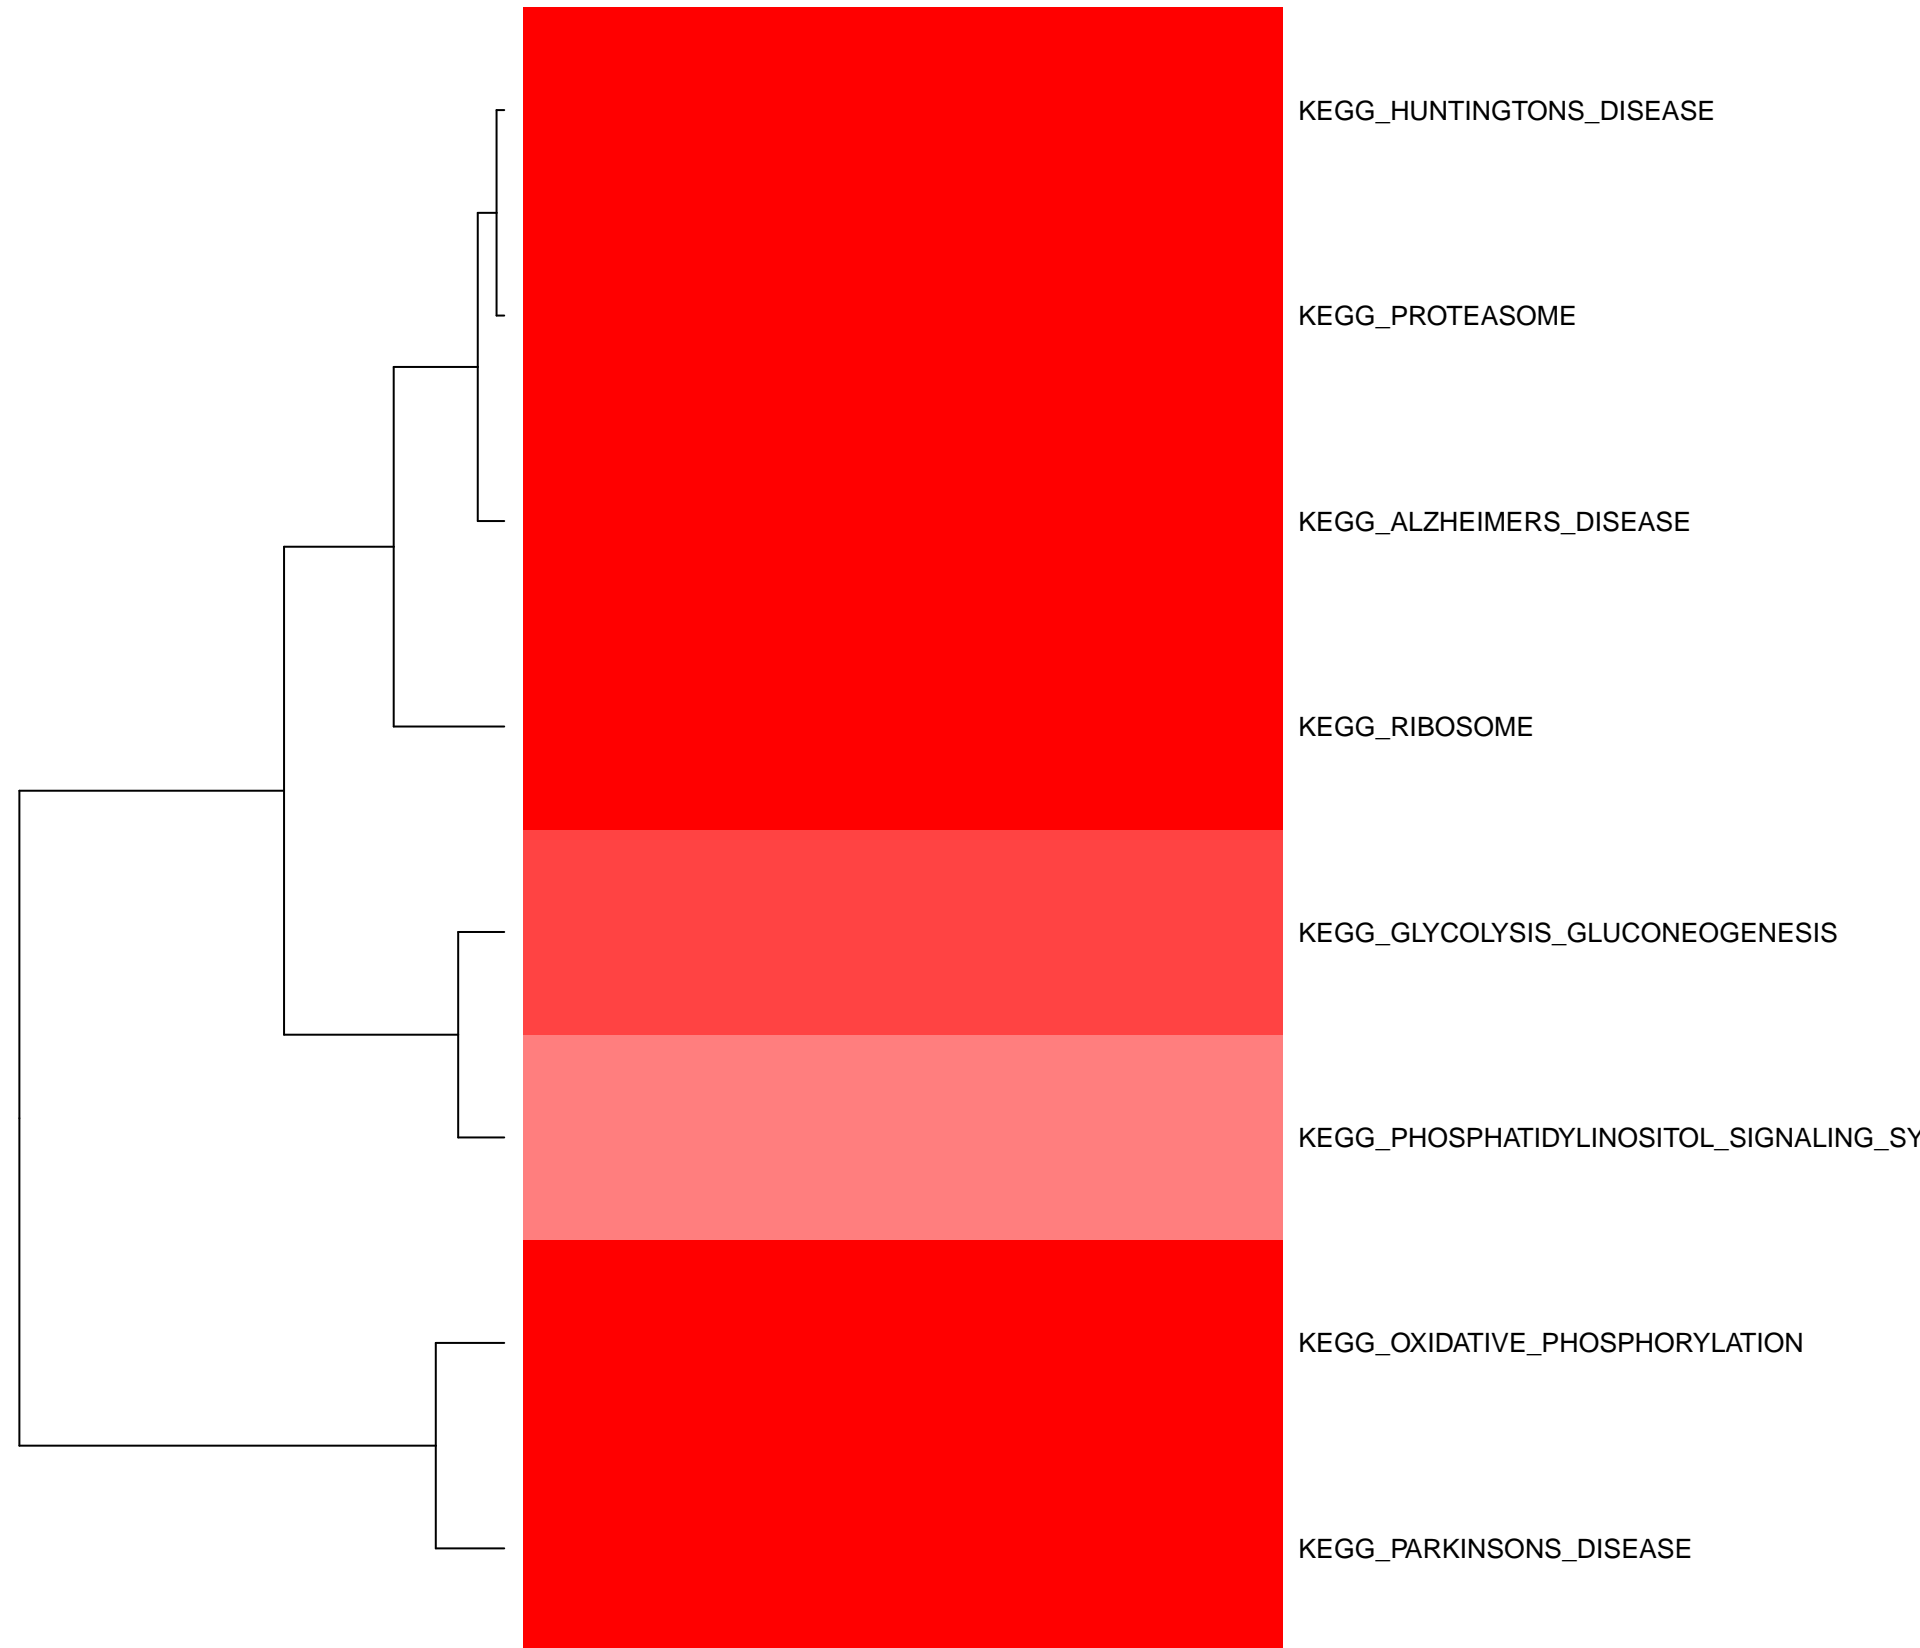 KEGG_HUNTINGTONS_DISEASE
KEGG_PROTEASOME
KEGG_ALZHEIMERS_DISEASE
KEGG_RIBOSOME
KEGG_GLYCOLYSIS_GLUCONEOGENESIS
KEGG_PHOSPHATIDYLINOSITOL_SIGNALING_SY
KEGG_OXIDATIVE_PHOSPHORYLATION
KEGG_PARKINSONS_DISEASE